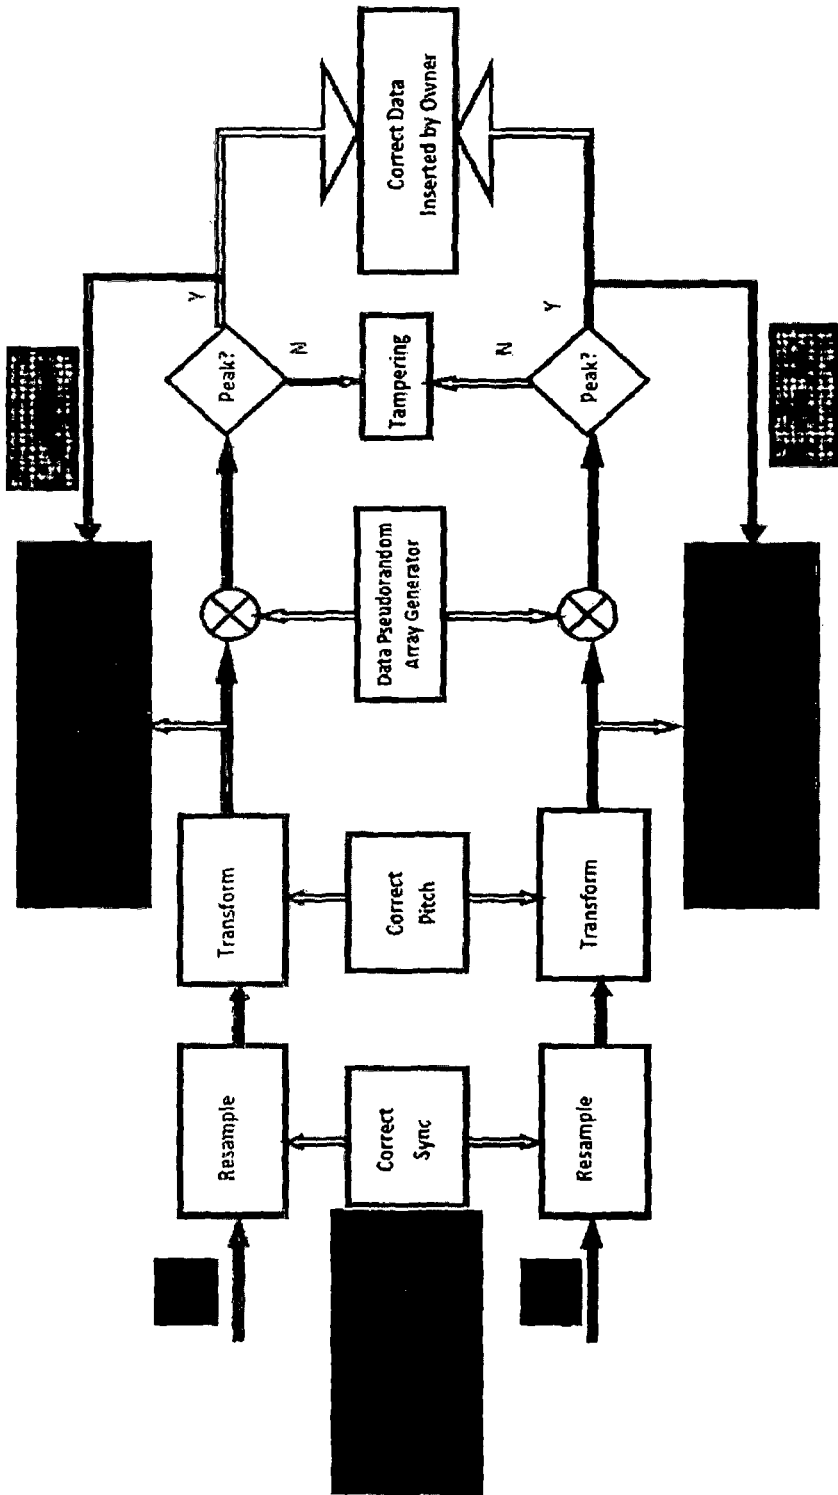 Resample
Transform
Peak?
Y
N
Correct
Sync
Correct
Pitch
Data Pseudorandom
Array Generator
Tampering
Correct Data
Inserted by Owner
Resample
Transform
Peak?
N
Y